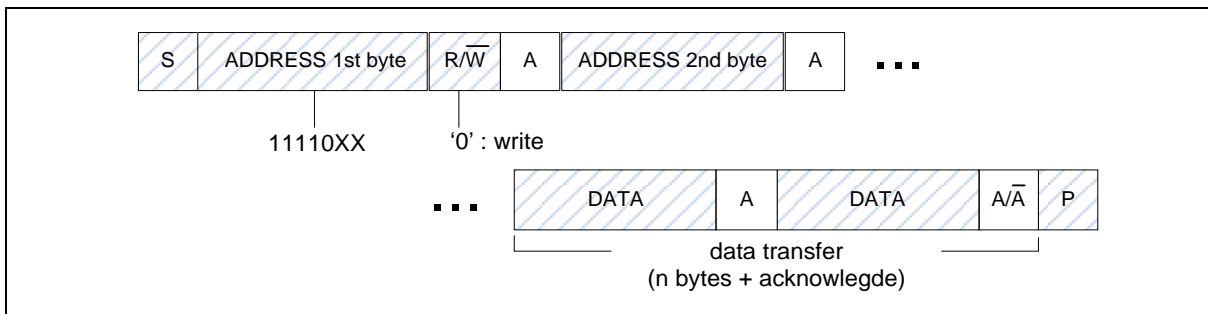 S ADDRESS 1st byte R/W̅ A ADDRESS 2nd byte A ...
11110XX '0' : write
... DATA A DATA A/A̅ P
data transfer
(n bytes + acknowlegde)